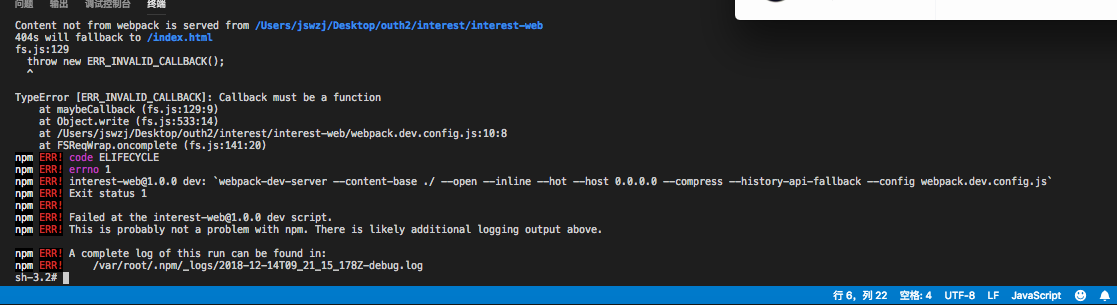 问题 输出 调试控制台 终端
Content not from webpack is served from /Users/jswzj/Desktop/outh2/interest/interest-web
404s will fallback to /index.html
fs.js:129
throw new ERR_INVALID_CALLBACK();
^
TypeError [ERR_INVALID_CALLBACK]: Callback must be a function
at maybeCallback (fs.js:129:9)
at Object.write (fs.js:533:14)
at /Users/jswzj/Desktop/outh2/interest/interest-web/webpack.dev.config.js:10:8
at FSReqWrap.oncomplete (fs.js:141:20)
npm ERR! code ELIFECYCLE
npm ERR! errno 1
npm ERR! interest-web@1.0.0 dev: `webpack-dev-server --content-base ./ --open --inline --hot --host 0.0.0.0 --compress --history-api-fallback --config webpack.dev.config.js`
npm ERR! Exit status 1
npm ERR!
npm ERR! Failed at the interest-web@1.0.0 dev script.
npm ERR! This is probably not a problem with npm. There is likely additional logging output above.
npm ERR! A complete log of this run can be found in:
npm ERR! /var/root/.npm/_logs/2018-12-14T09_21_15_178Z-debug.log
sh-3.2#
行 6，列 22 空格: 4 UTF-8 LF JavaScript